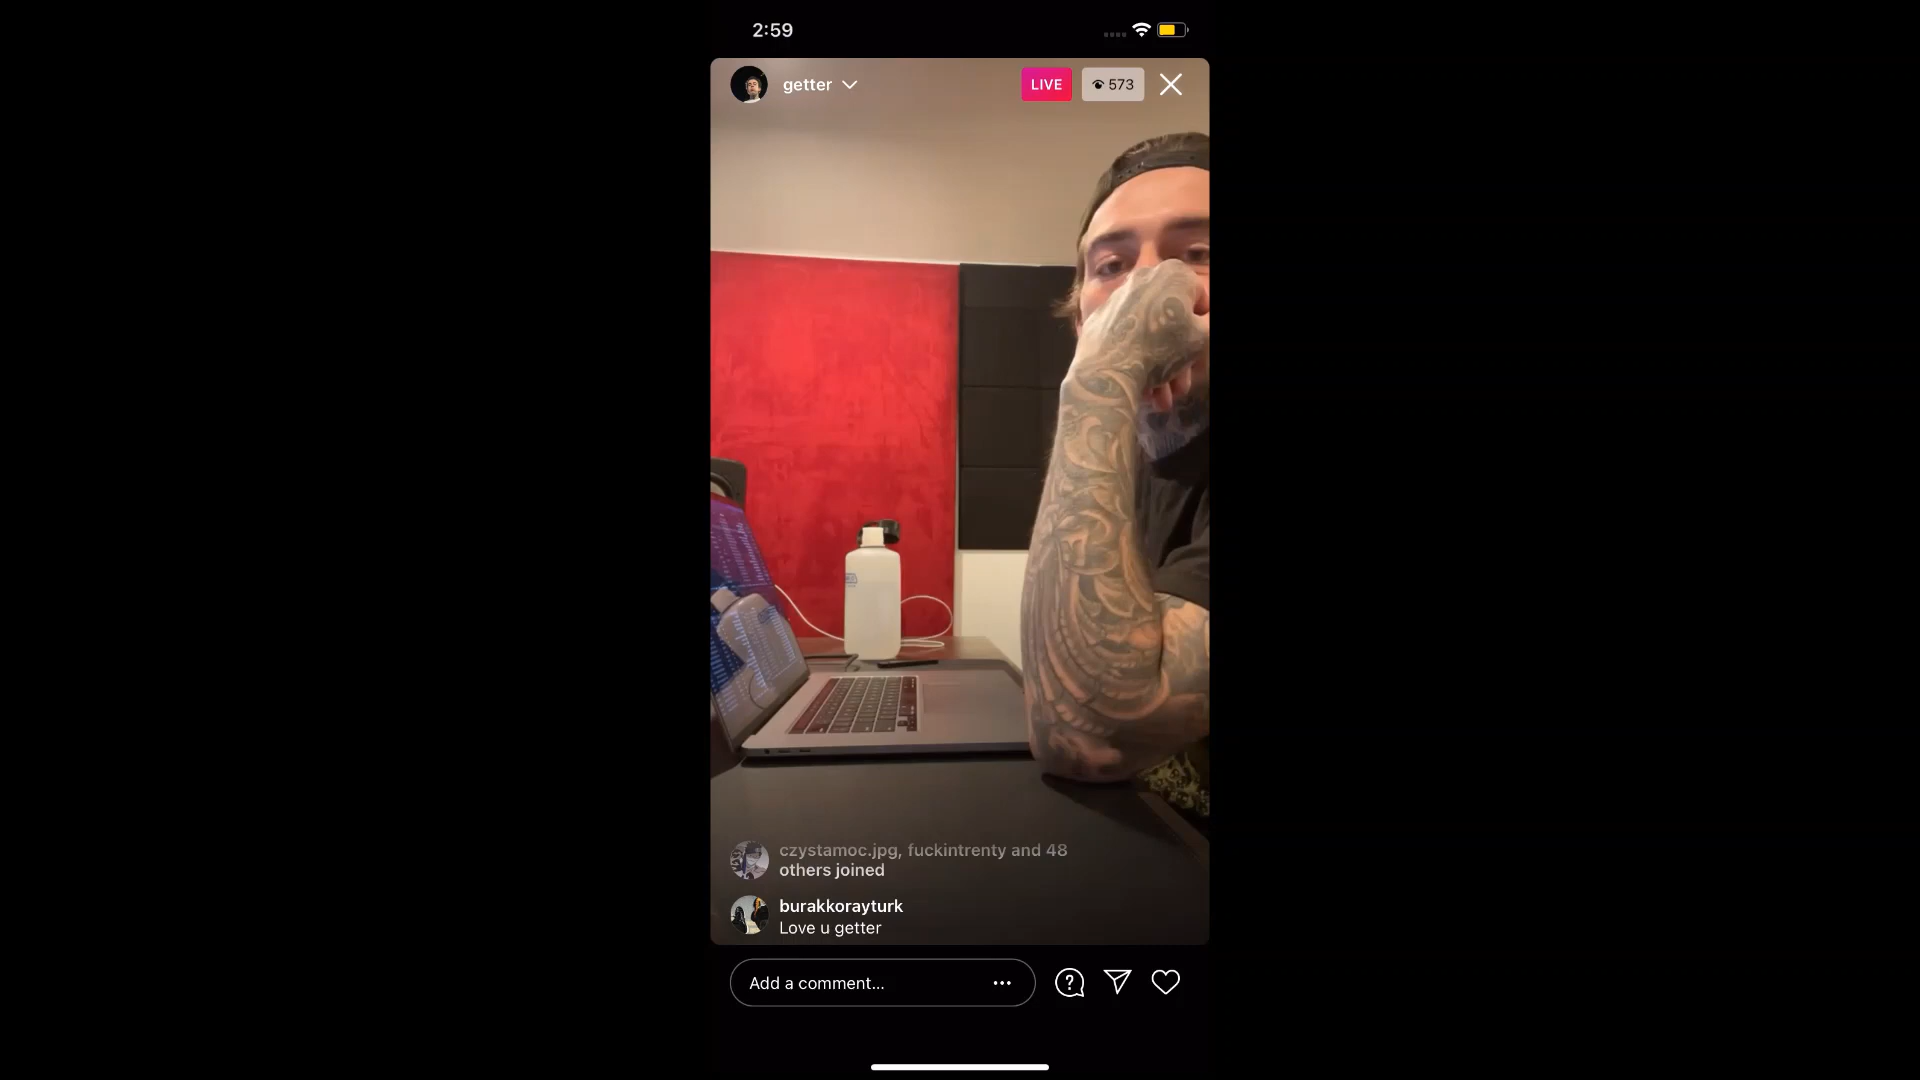 2:59
getter
LIVE
573
czystamoc.jpg, fuckintrenty and 48
others joined
burakkorayturk
Love u getter
Add a comment...